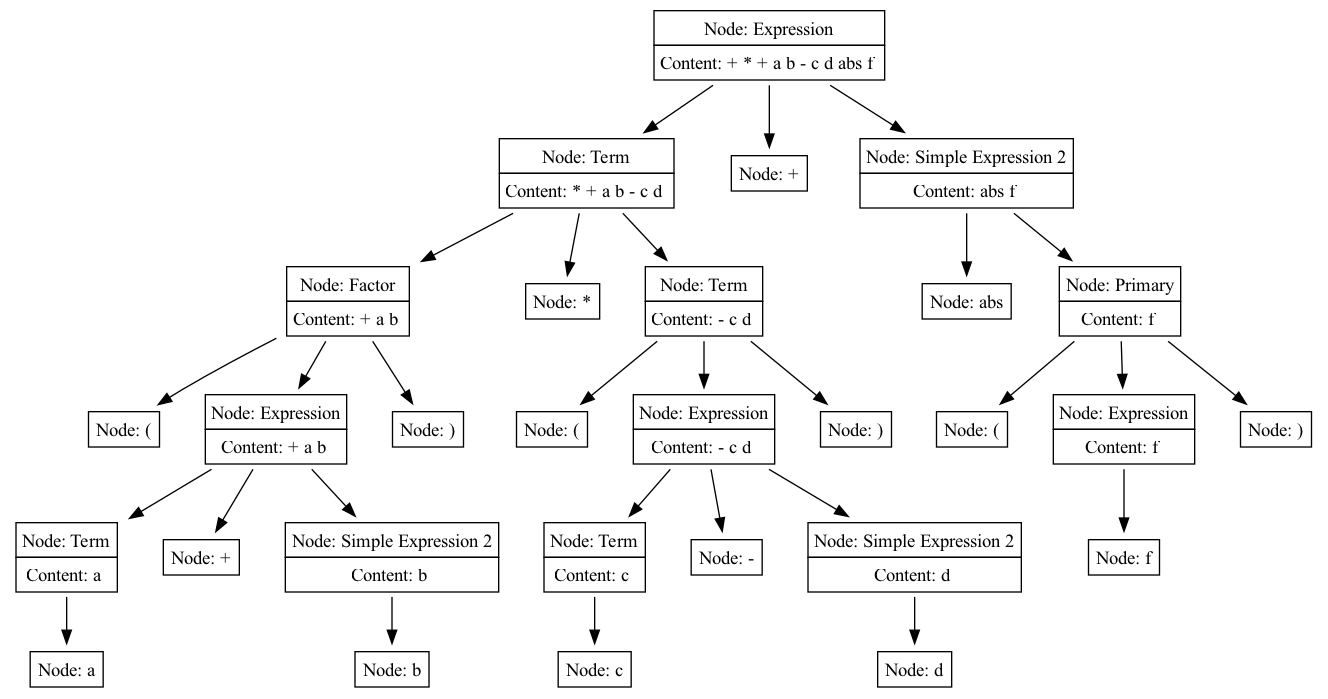 Node: Expression
Content: + * + a b - c d abs f
Node: Term
Content: * + a b - c d
Node: +
Node: Simple Expression 2
Content: abs f
Node: Factor
Content: + a b
Node: *
Node: Term
Content: - c d
Node: abs
Node: Primary
Content: f
Node: (
Node: Expression
Content: + a b
Node: )
Node: (
Node: Expression
Content: - c d
Node: )
Node: (
Node: Expression
Content: f
Node: )
Node: Term
Content: a
Node: +
Node: Simple Expression 2
Content: b
Node: Term
Content: c
Node: -
Node: Simple Expression 2
Content: d
Node: f
Node: a
Node: b
Node: c
Node: d